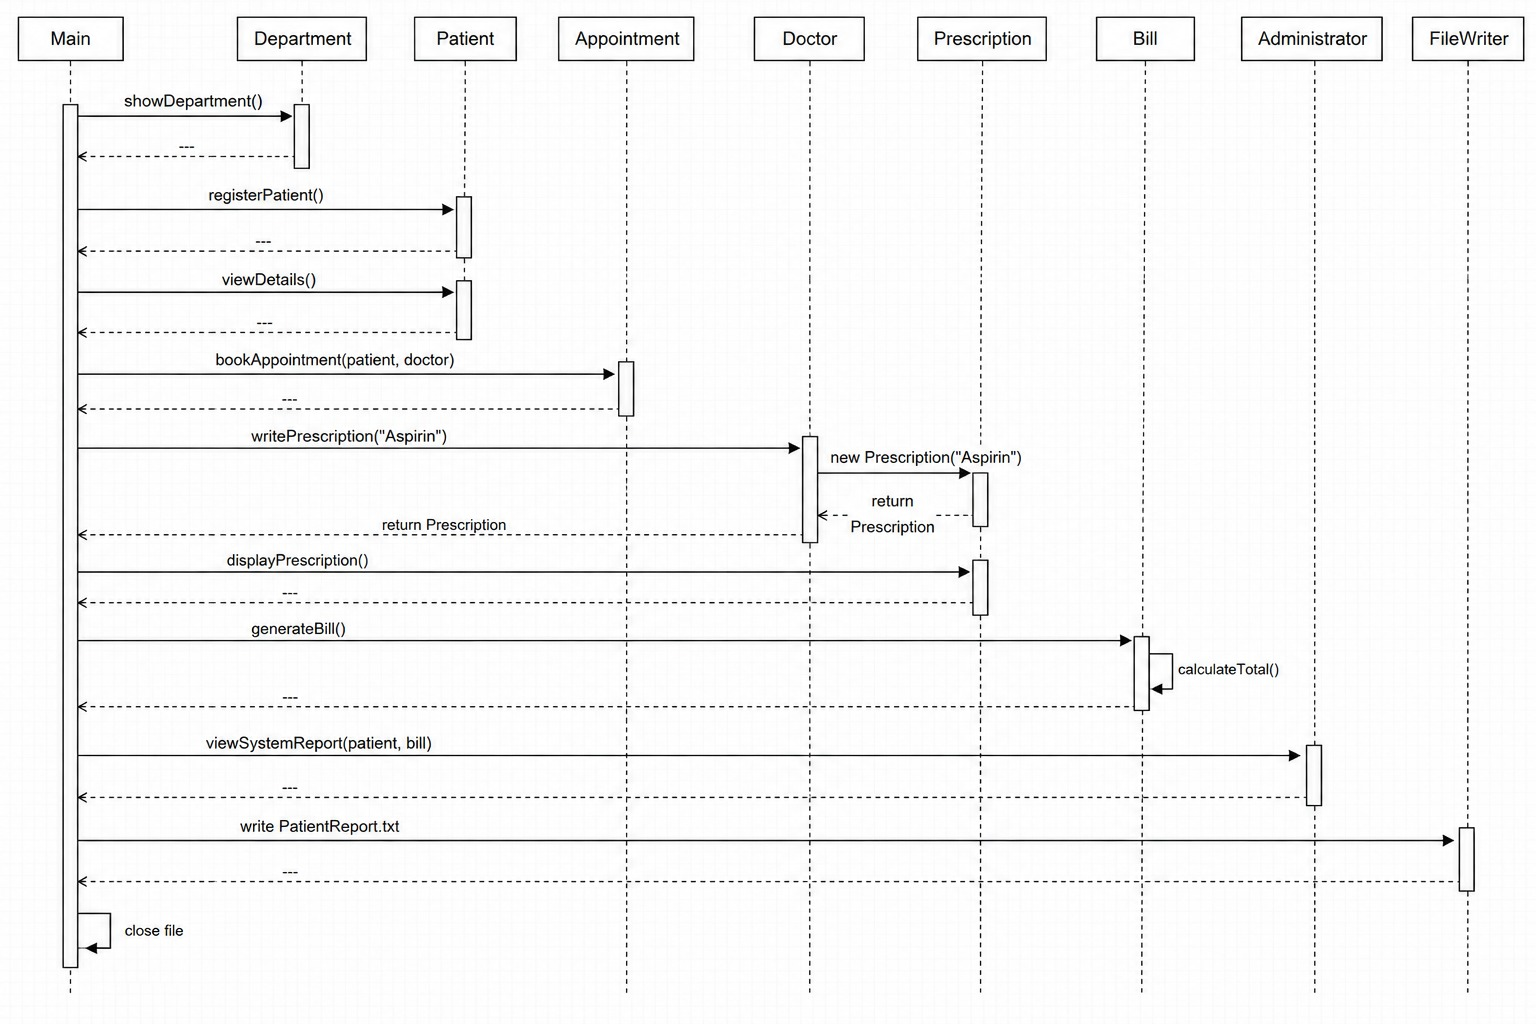 Main
Department
Patient
Appointment
Doctor
Prescription
Bill
Administrator
FileWriter
showDepartment()
---
registerPatient()
---
viewDetails()
---
bookAppointment(patient, doctor)
---
writePrescription("Aspirin")
new Prescription("Aspirin")
return
Prescription
return Prescription
displayPrescription()
---
generateBill()
calculateTotal()
---
viewSystemReport(patient, bill)
---
write PatientReport.txt
---
close file